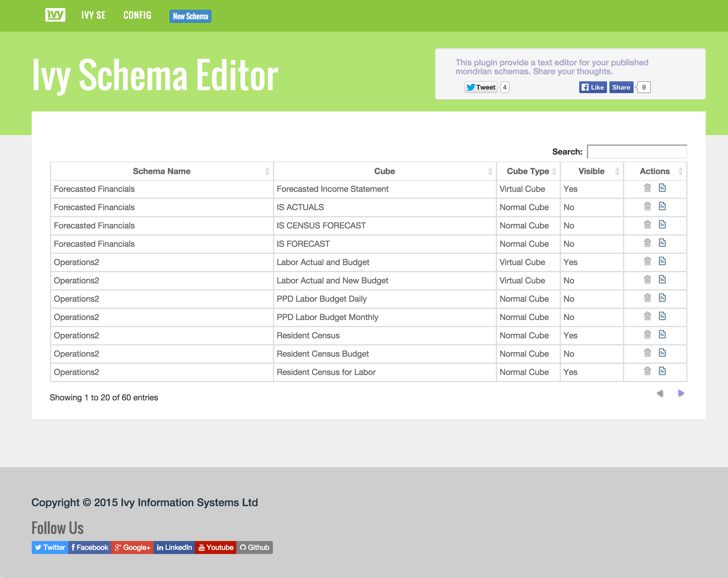 ivy IVY SE CONFIG New Schema
Ivy Schema Editor
This plugin provide a text editor for your published
mondrian schemas. Share your thoughts.
Tweet 4 Like Share 9
Search:
Schema Name Cube Cube Type Visible Actions
Forecasted Financials Forecasted Income Statement Virtual Cube Yes
Forecasted Financials IS ACTUALS Normal Cube No
Forecasted Financials IS CENSUS FORECAST Normal Cube No
Forecasted Financials IS FORECAST Normal Cube No
Operations2 Labor Actual and Budget Virtual Cube Yes
Operations2 Labor Actual and New Budget Virtual Cube No
Operations2 PPD Labor Budget Daily Normal Cube No
Operations2 PPD Labor Budget Monthly Normal Cube No
Operations2 Resident Census Normal Cube Yes
Operations2 Resident Census Budget Normal Cube No
Operations2 Resident Census for Labor Normal Cube Yes
Showing 1 to 20 of 60 entries
Copyright © 2015 Ivy Information Systems Ltd
Follow Us
Twitter Facebook Google+ LinkedIn Youtube Github